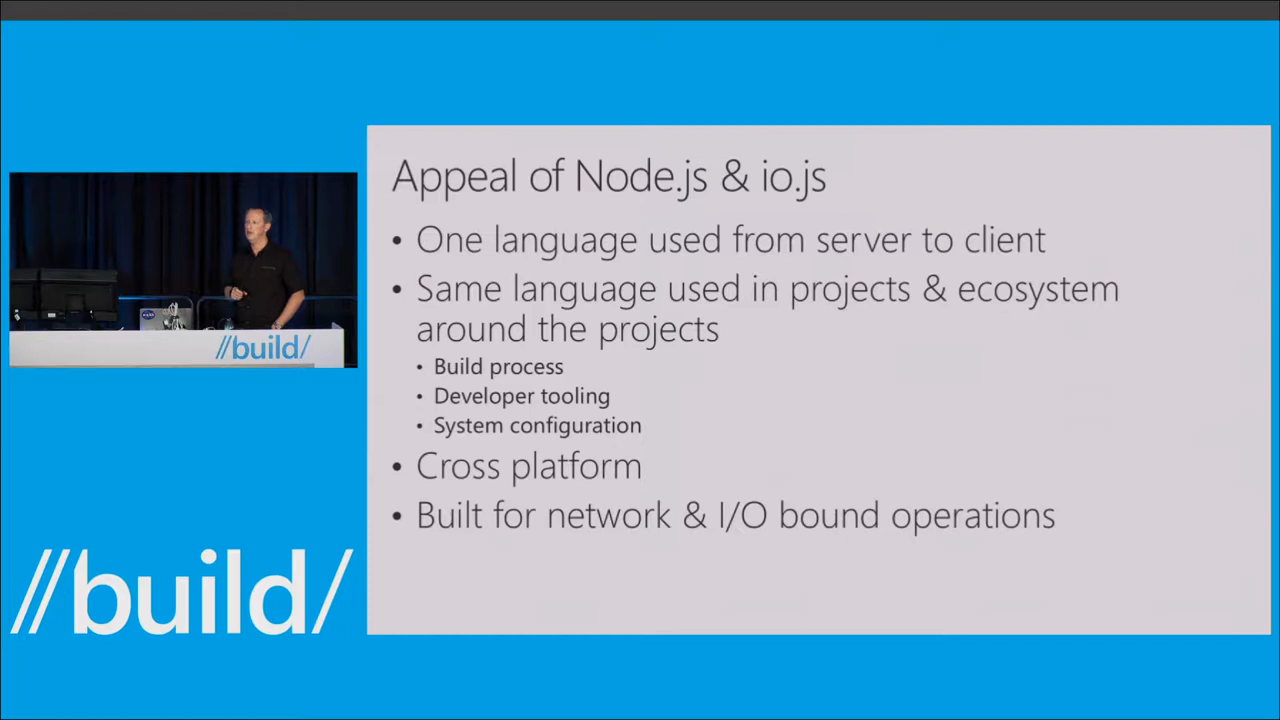 Appeal of Node.js & io.js
• One language used from server to client
• Same language used in projects & ecosystem
around the projects
• Build process
• Developer tooling
• System configuration
• Cross platform
• Built for network & I/O bound operations
//build/
//build/